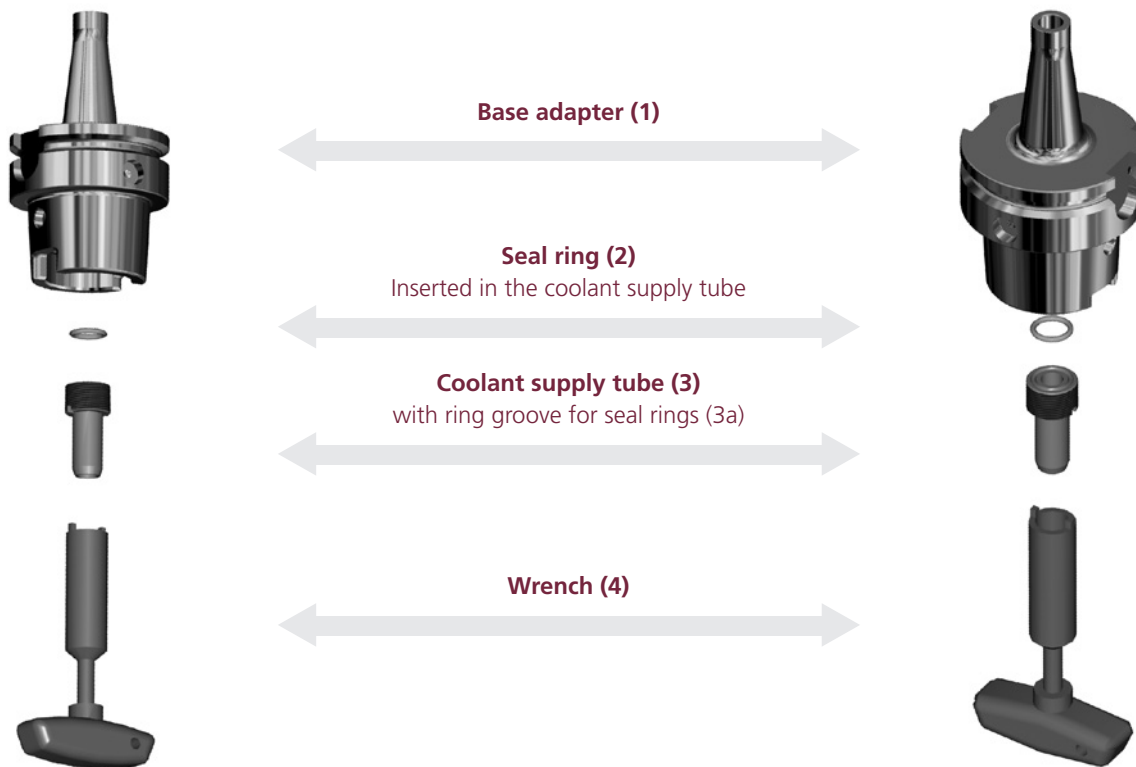 Base adapter (1)
Seal ring (2)
Inserted in the coolant supply tube
Coolant supply tube (3)
with ring groove for seal rings (3a)
Wrench (4)